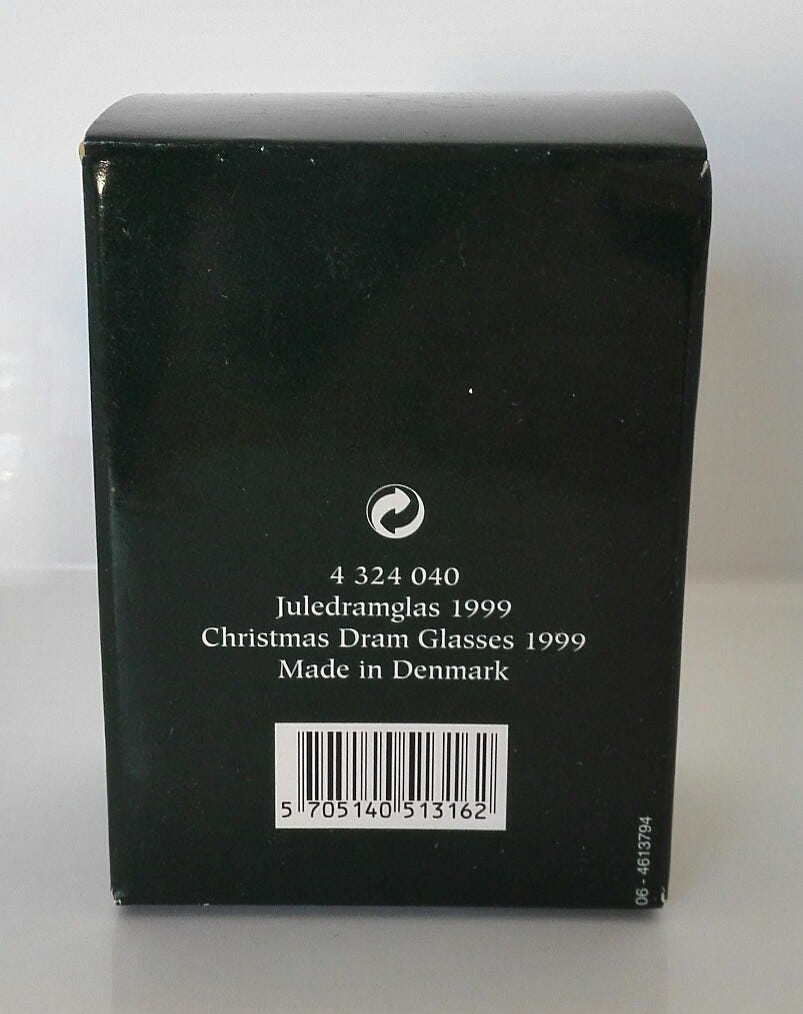 4 324 040
Juledramglas 1999
Christmas Dram Glasses 1999
Made in Denmark
5 705140 513162
06 - 4613794